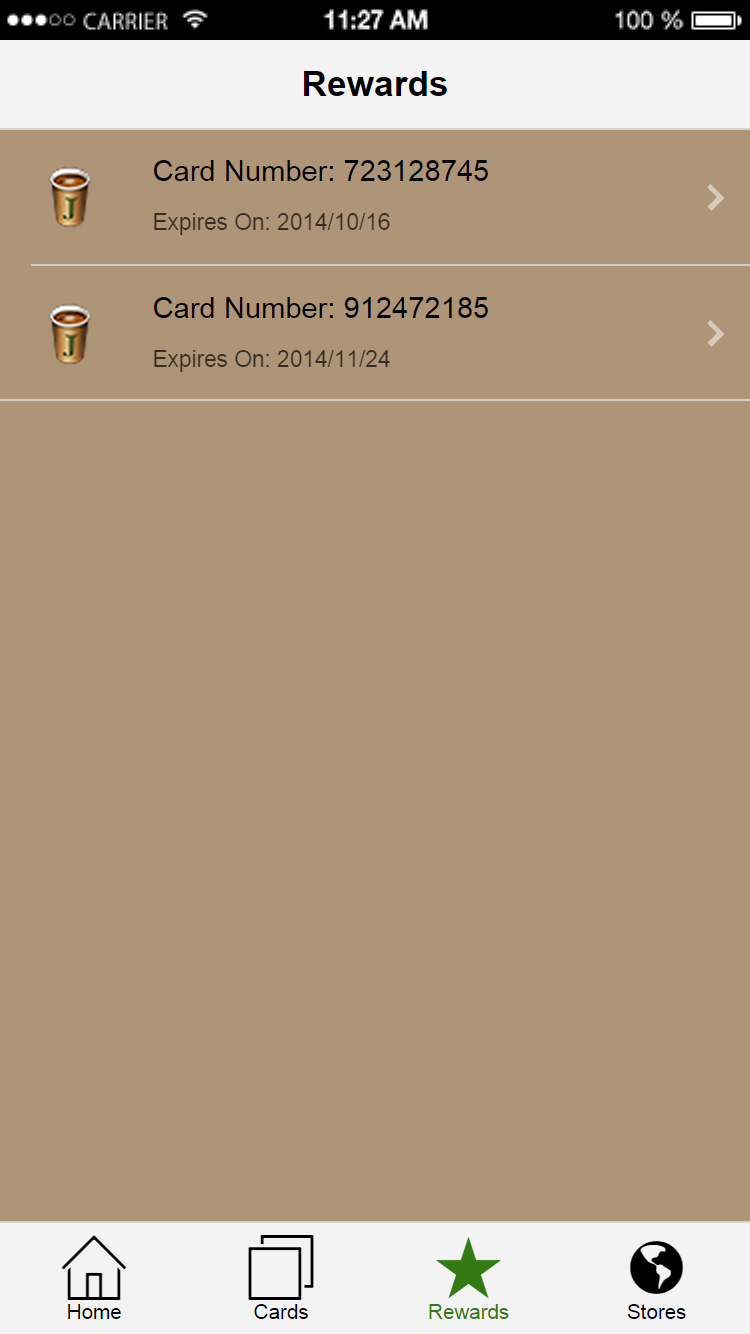 CARRIER 11:27 AM 100 %
Rewards
Card Number: 723128745
J
Expires On: 2014/10/16
Card Number: 912472185
J
Expires On: 2014/11/24
Home Cards Rewards Stores